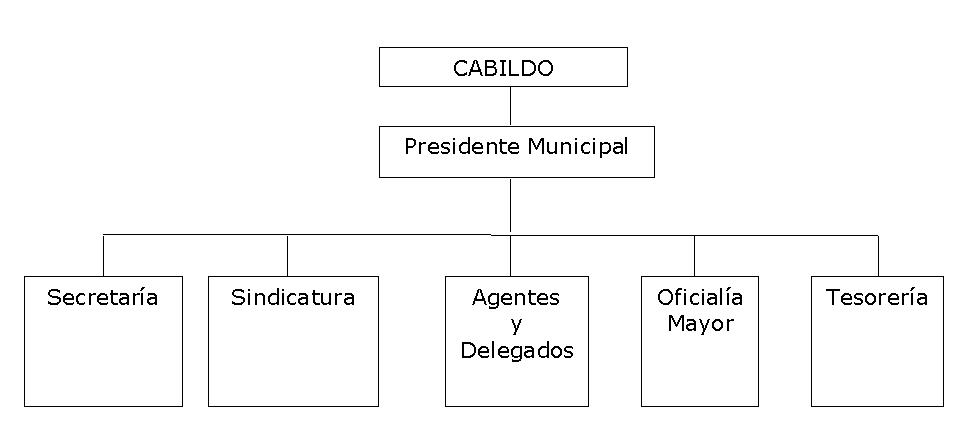 CABILDO
Presidente Municipal
Secretaría
Sindicatura
Agentes
y
Delegados
Oficialía
Mayor
Tesorería